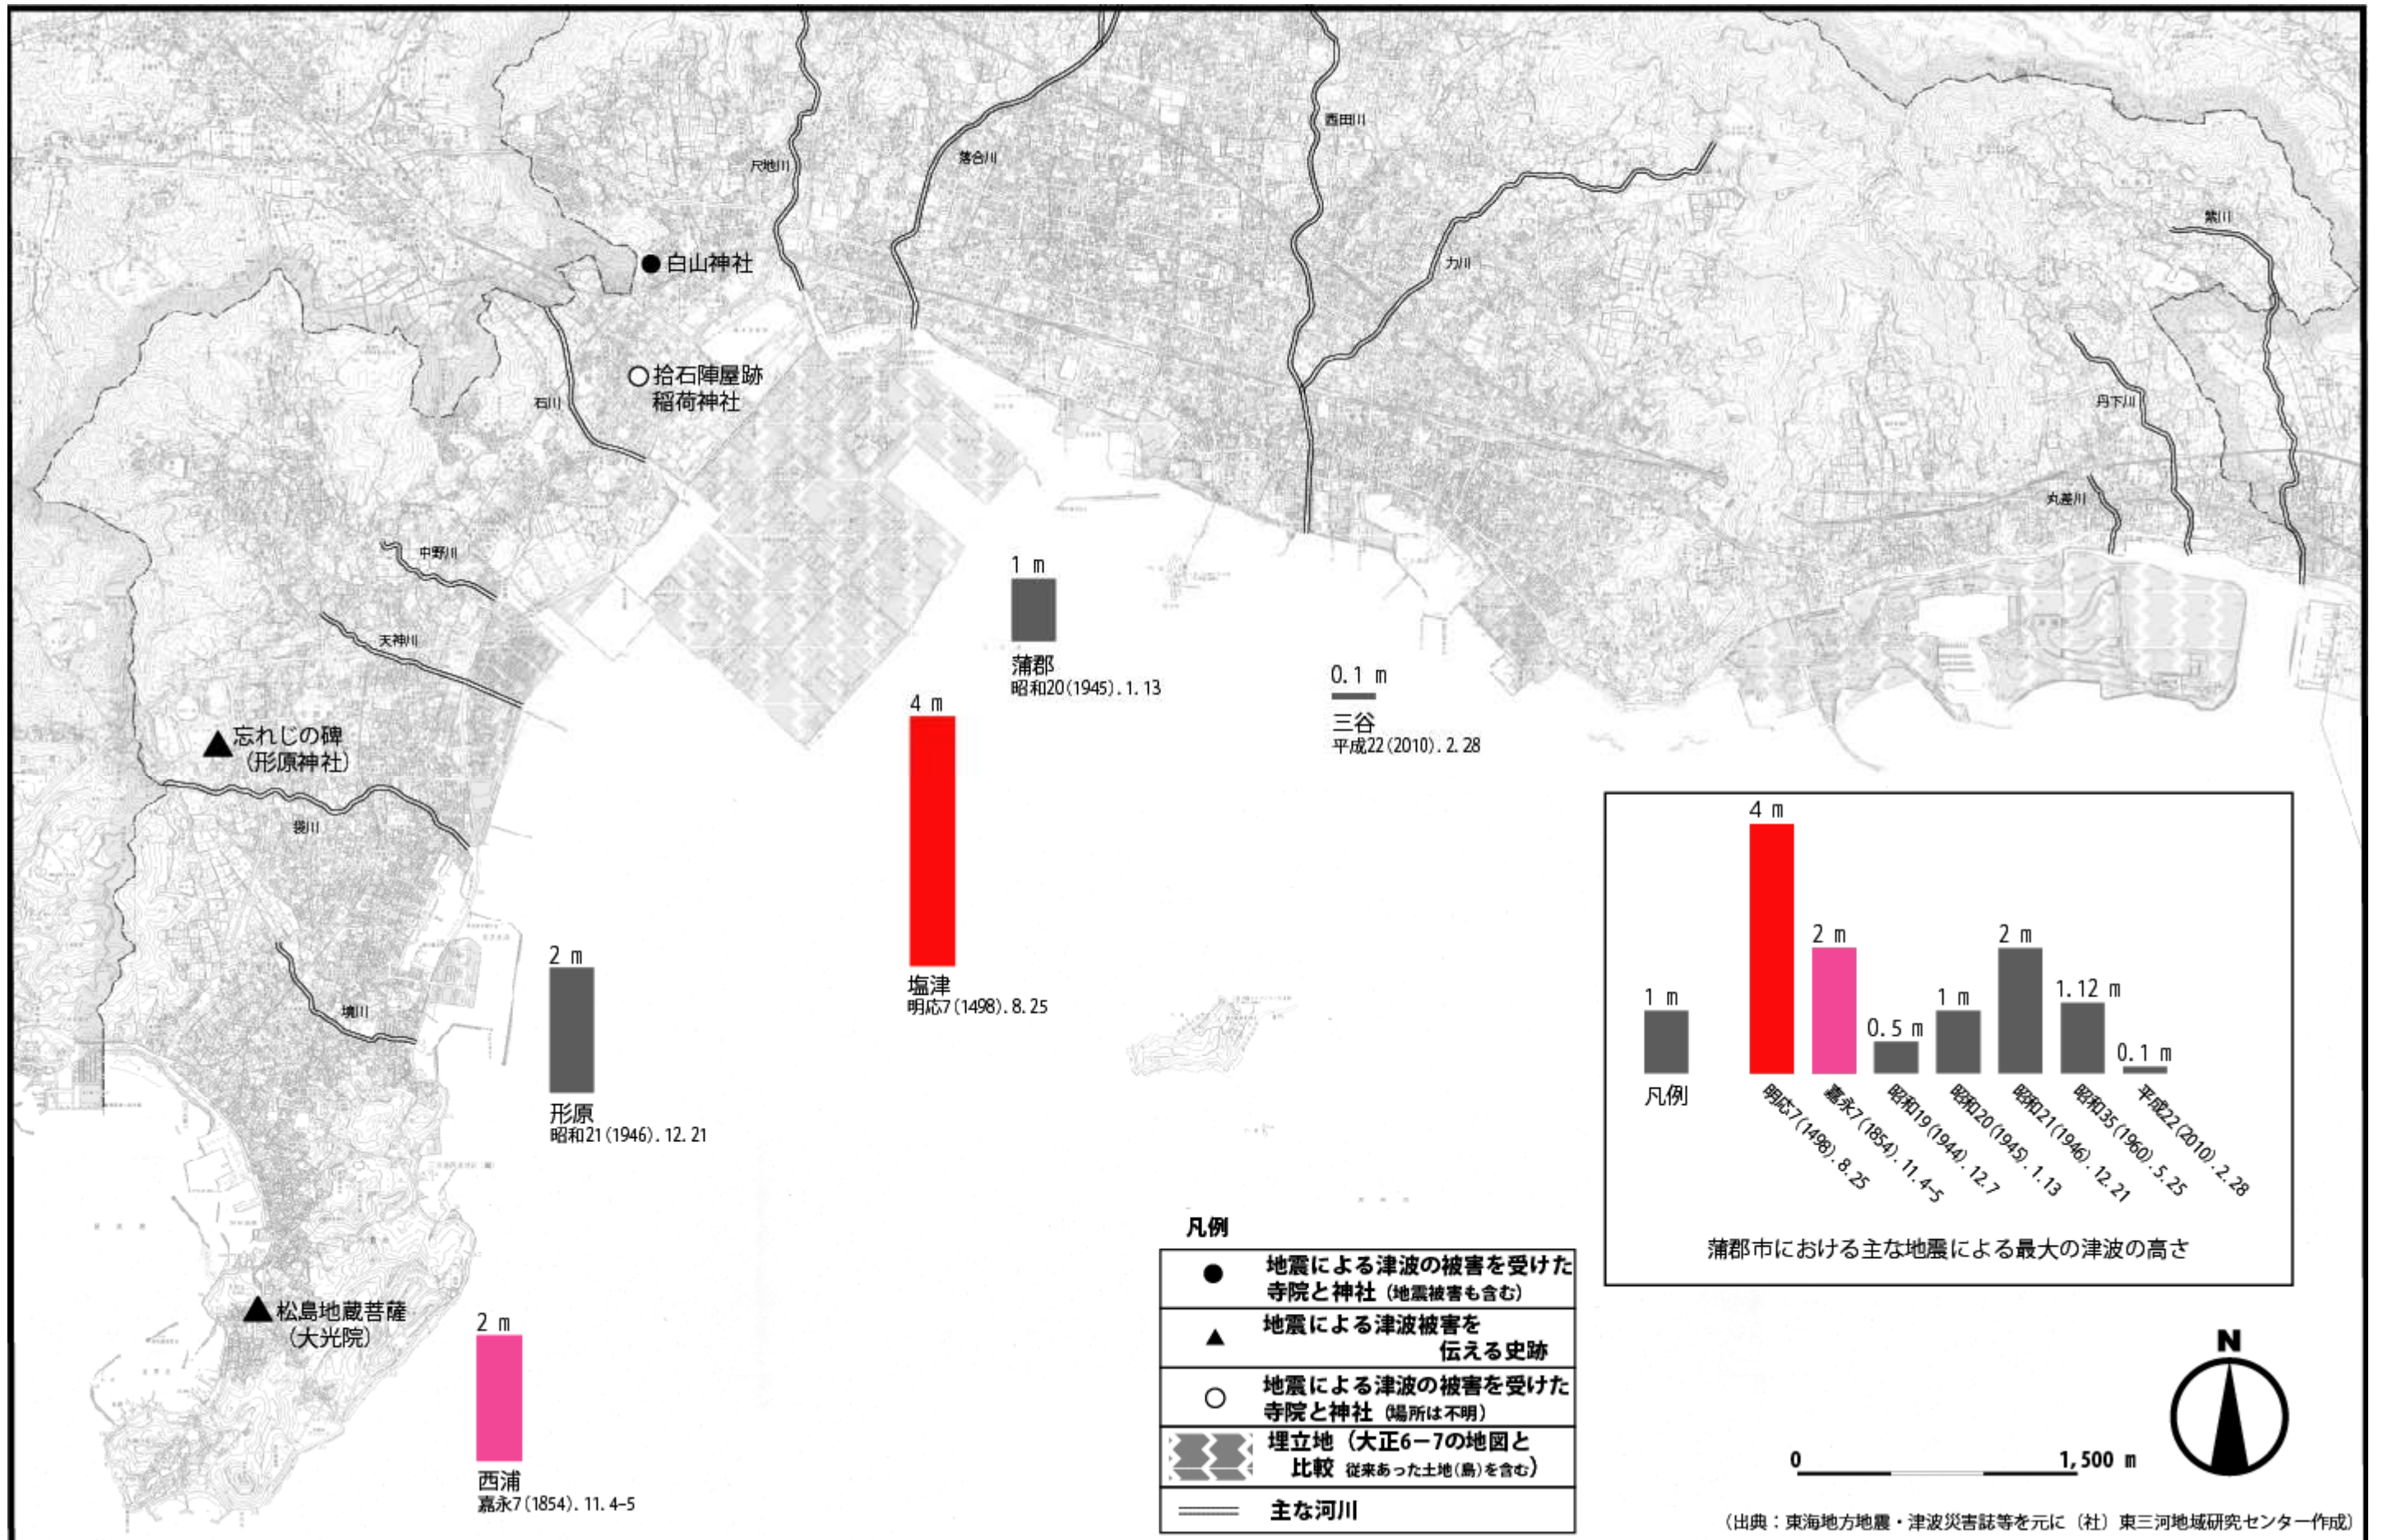 西田川
尺地川
落合川
紫川
力川
白山神社
拾石陣屋跡
稲荷神社
石川
丹下川
丸差川
中野川
天神川
1 m
蒲郡
昭和20(1945).1.13
0.1 m
三谷
平成22(2010).2.28
4 m
塩津
明応7(1498).8.25
忘れじの碑
(形原神社)
袋川
2 m
形原
昭和21(1946).12.21
境川
松島地蔵菩薩
(大光院)
2 m
西浦
嘉永7(1854).11.4-5
4 m
2 m
2 m
1 m
0.5 m
1 m
1.12 m
0.1 m
凡例
明応7(1498).8.25
嘉永7(1854).11.4-5
昭和19(1944).12.7
昭和20(1945).1.13
昭和21(1946).12.21
昭和35(1960).5.25
平成22(2010).2.28
蒲郡市における主な地震による最大の津波の高さ
凡例
地震による津波の被害を受けた
寺院と神社 (地震被害も含む)
地震による津波被害を
伝える史跡
地震による津波の被害を受けた
寺院と神社 (場所は不明)
埋立地 (大正6-7の地図と
比較 従来あった土地(島)を含む)
主な河川
N
0 1,500 m
(出典:東海地方地震・津波災害誌等を元に (社) 東三河地域研究センター作成)